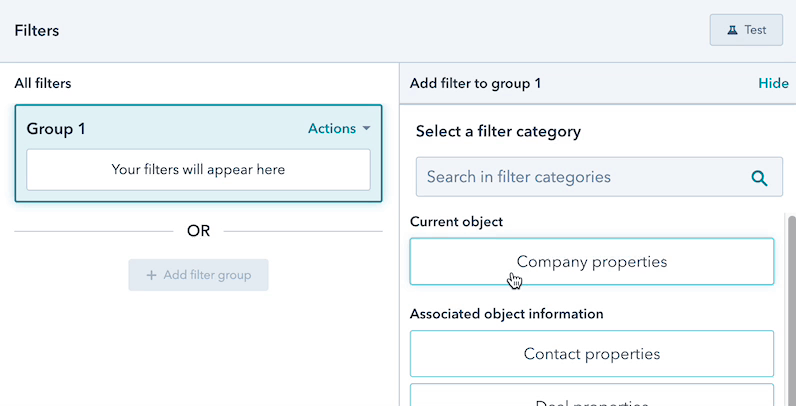 Filters
Test
All filters
Group 1
Actions
Your filters will appear here
OR
+ Add filter group
Add filter to group 1
Hide
Select a filter category
Search in filter categories
Current object
Company properties
Associated object information
Contact properties
Deal properties